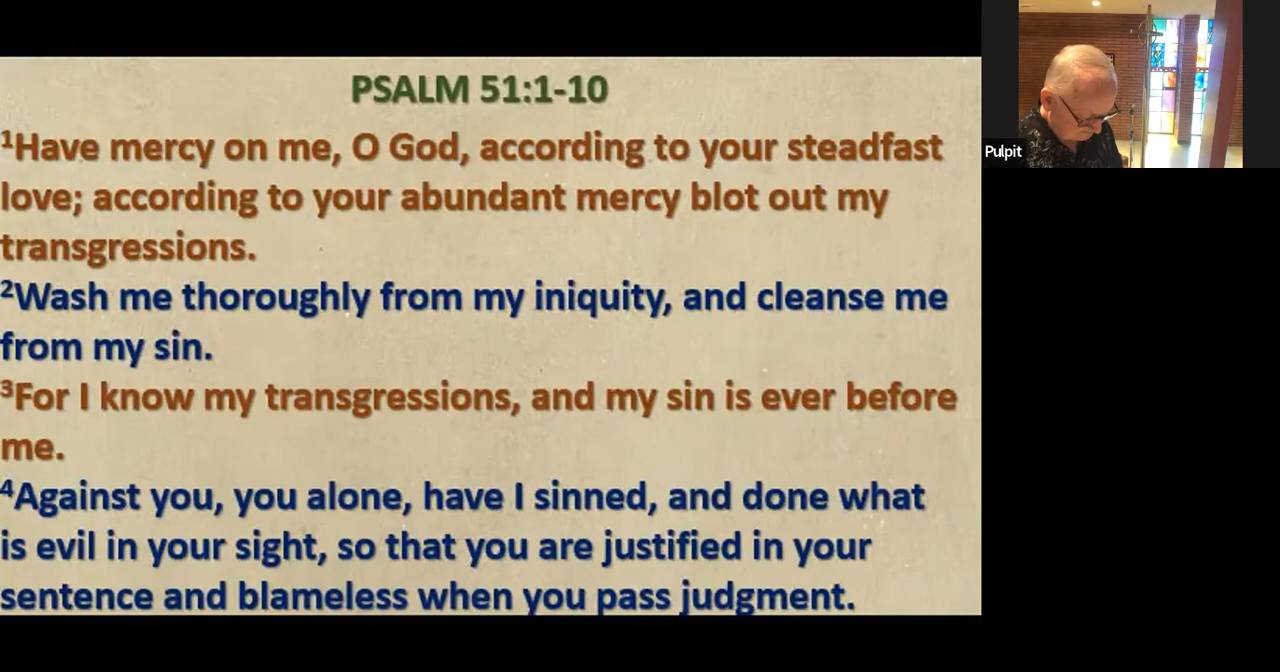 PSALM 51:1-10
¹Have mercy on me, O God, according to your steadfast
love; according to your abundant mercy blot out my
transgressions.
²Wash me thoroughly from my iniquity, and cleanse me
from my sin.
³For I know my transgressions, and my sin is ever before
me.
⁴Against you, you alone, have I sinned, and done what
is evil in your sight, so that you are justified in your
sentence and blameless when you pass judgment.
Pulpit